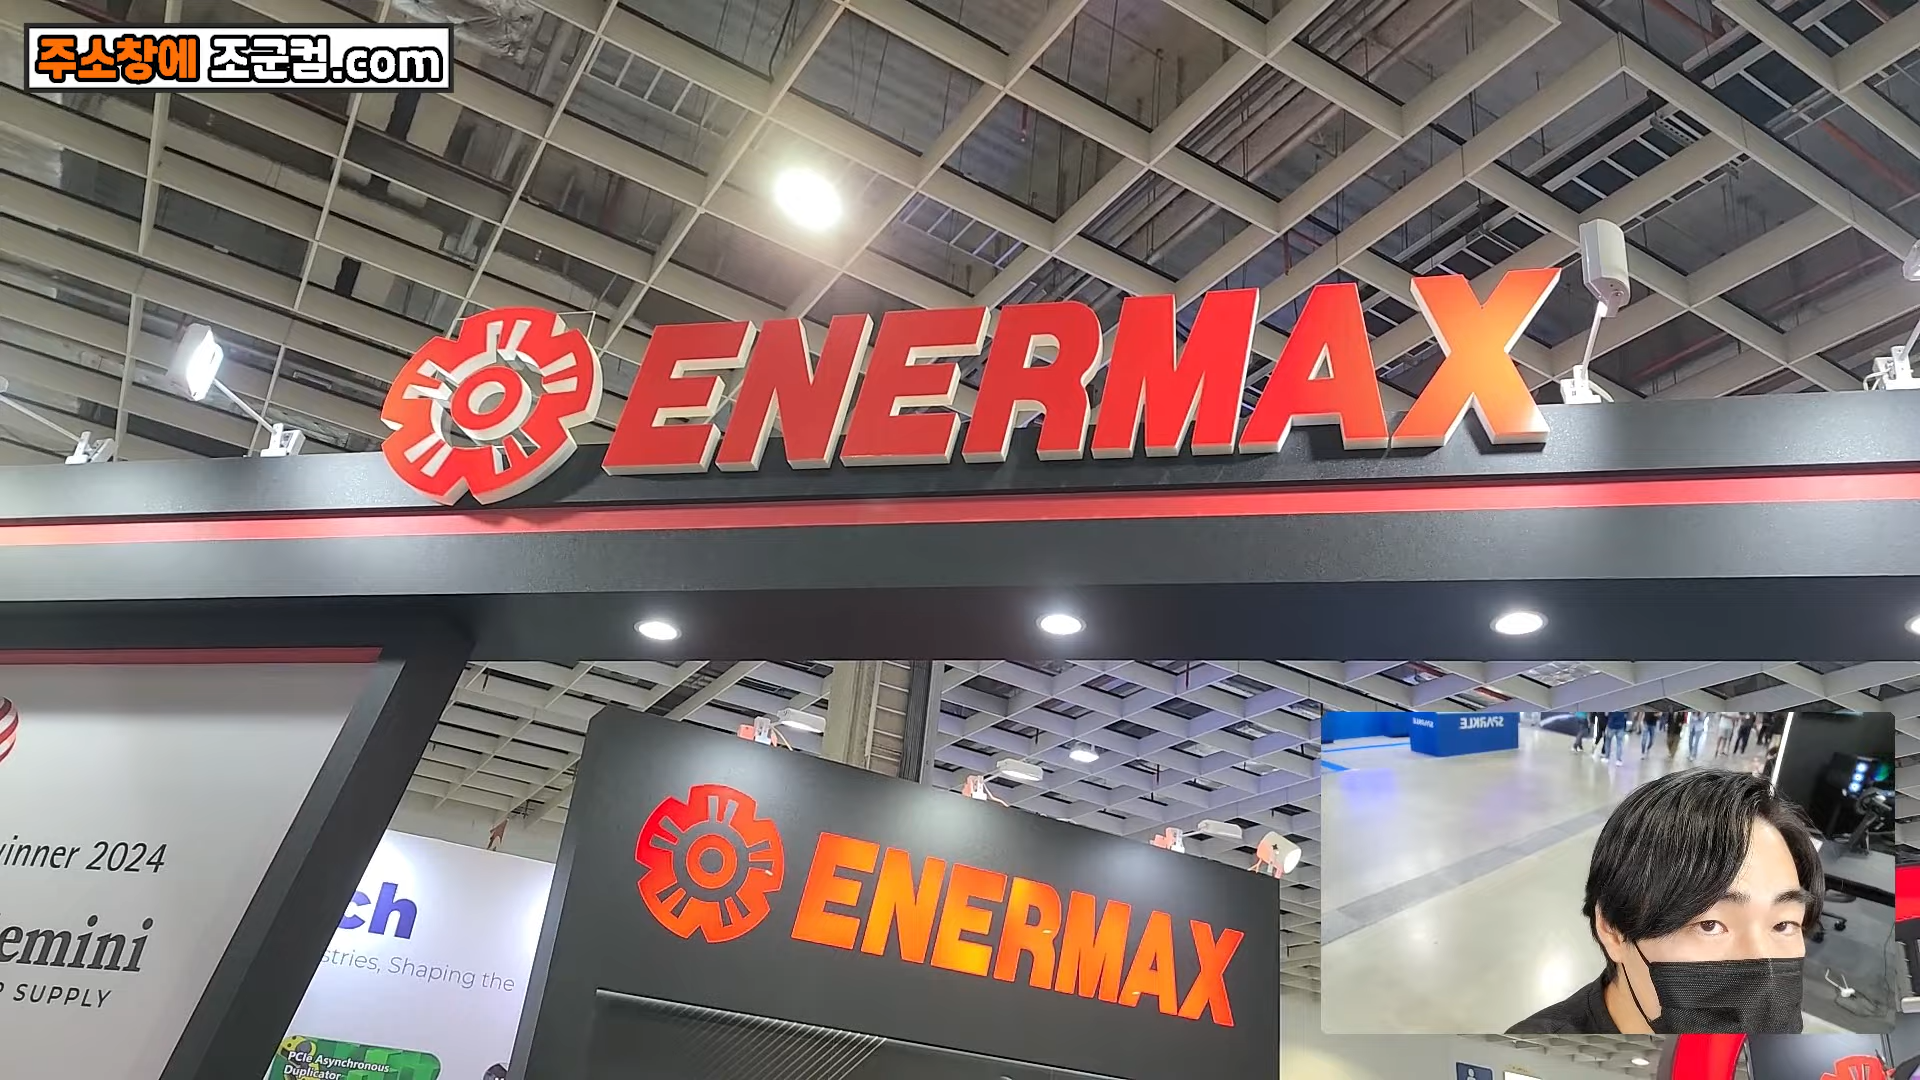 주소창에 조군컴.com
ENERMAX
winner 2024
emini
SUPPLY
ch
stries, Shaping the
PCIe Asynchronous
Duplicator
ENERMAX
SPARKLE